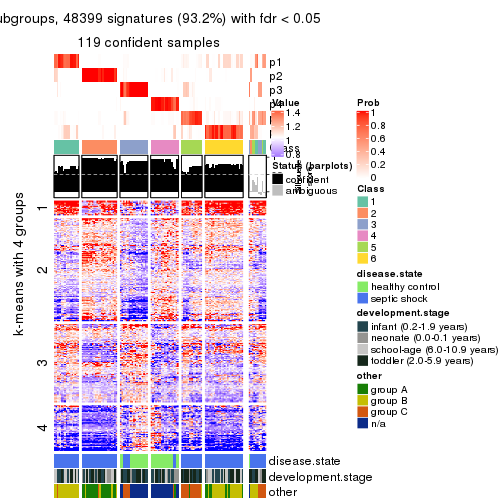 ubgroups, 48399 signatures (93.2%) with fdr < 0.05
119 confident samples
p1
p2
p3
Value
1.4
1.2
1
0.8
Prob
1
0.8
0.6
0.4
0.2
0
Status (barplots)
confident
ambiguous
Class
1
2
3
4
5
6
disease.state
healthy control
septic shock
development.stage
infant (0.2-1.9 years)
neonate (0.0-0.1 years)
school-age (6.0-10.9 years)
toddler (2.0-5.9 years)
other
group A
group B
group C
n/a
k-means with 4 groups
1
2
3
4
disease.state
development.stage
other